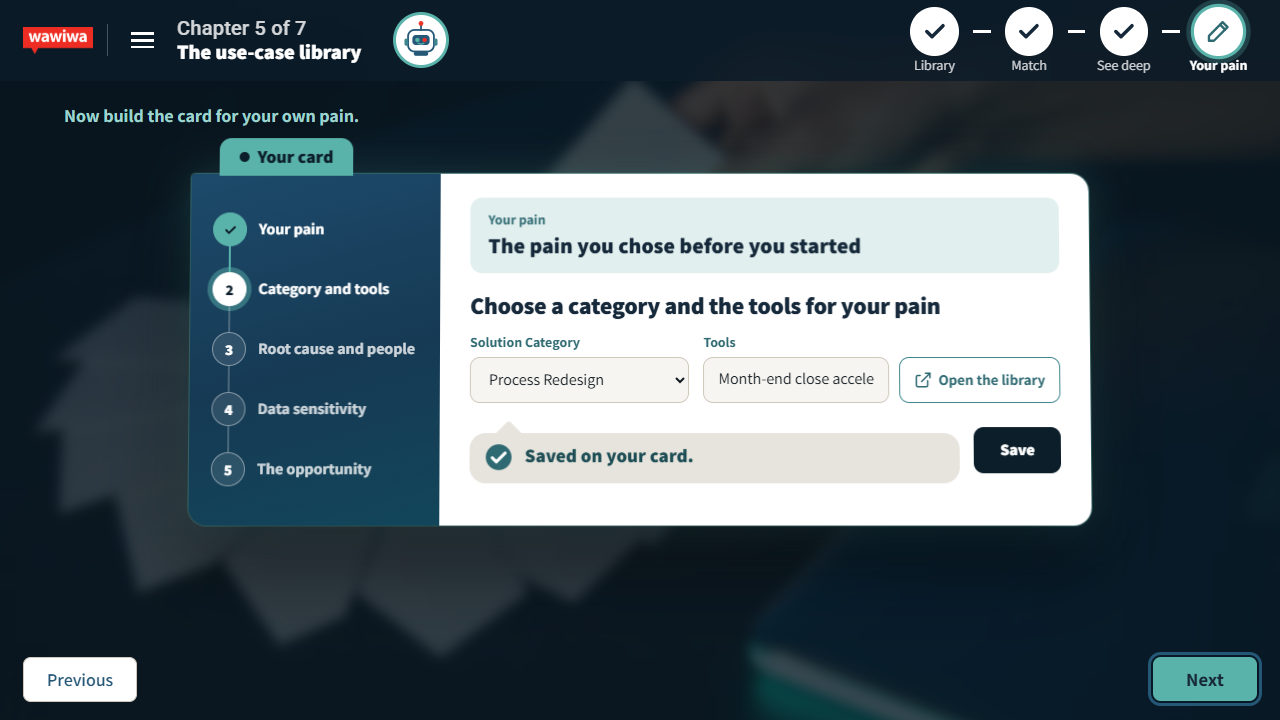 wawiwa
Chapter 5 of 7
The use-case library
Library
Match
See deep
Your pain
Now build the card for your own pain.
Your card
Your pain
2
Category and tools
3
Root cause and people
4
Data sensitivity
5
The opportunity
Your pain
The pain you chose before you started
Choose a category and the tools for your pain
Solution Category
Tools
Process Redesign
Month-end close accele
Open the library
Saved on your card.
Save
Previous
Next